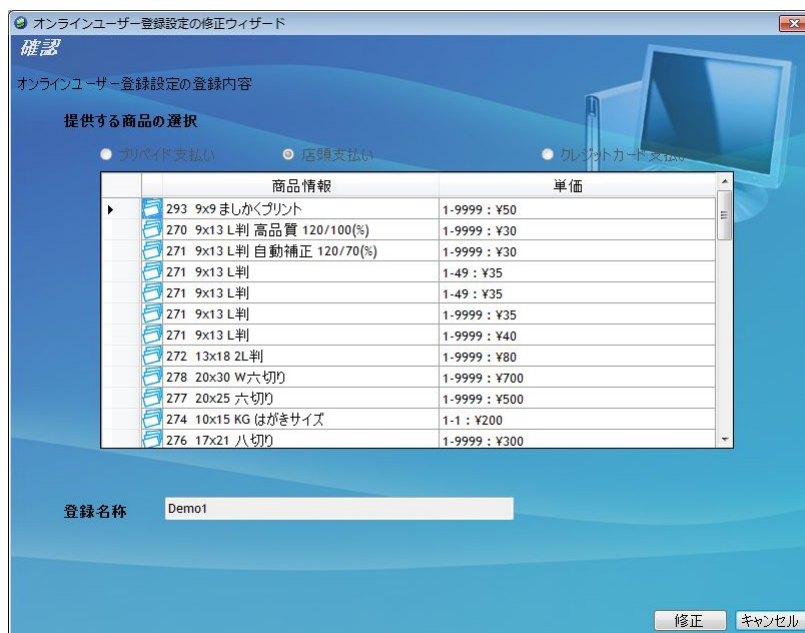 オンラインユーザー登録設定の修正ウィザード
確認
オンラインユーザー登録設定の登録内容
提供する商品の選択
プリペイド支払い 店頭支払い クレジットカード支払い
商品情報 単価
293 9x9 ましかくプリント 1-9999 : ¥50
270 9x13 L判 高品質 120/100(%) 1-9999 : ¥30
271 9x13 L判 自動補正 120/70(%) 1-9999 : ¥30
271 9x13 L判 1-49 : ¥35
271 9x13 L判 1-49 : ¥35
271 9x13 L判 1-9999 : ¥35
271 9x13 L判 1-9999 : ¥40
272 13x18 2L判 1-9999 : ¥80
278 20x30 W六切り 1-9999 : ¥700
277 20x25 六切り 1-9999 : ¥500
274 10x15 KG はがきサイズ 1-1 : ¥200
276 17x21 八切り 1-9999 : ¥300
登録名称 Demo1
修正 キャンセル